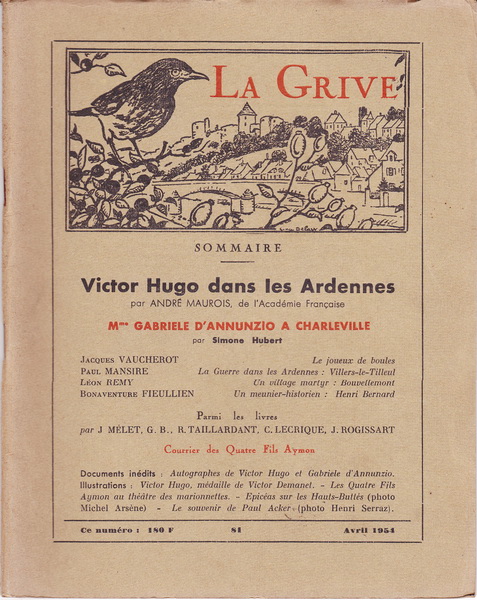 LA GRIVE
SOMMAIRE
Victor Hugo dans les Ardennes
par ANDRÉ MAUROIS, de l'Académie Française
Mme GABRIELE D'ANNUNZIO A CHARLEVILLE
par Simone Hubert
JACQUES VAUCHEROT Le joueux de boules
PAUL MANSIRE La Guerre dans les Ardennes : Villers-le-Tilleul
LÉON REMY Un village martyr : Bouvellemont
BONAVENTURE FIEULLIEN Un meunier-historien : Henri Bernard
Parmi les livres
par J. MÉLET, G. B., R. TAILLARDANT, C. LECRIQUE, J. ROGISSART
Courrier des Quatre Fils Aymon
Documents inédits : Autographes de Victor Hugo et Gabriele d'Annunzio.
Illustrations : Victor Hugo, médaille de Victor Demanet. - Les Quatre Fils
Aymon au théâtre des marionnettes. - Epicéas sur les Hauts-Buttés (photo
Michel Arsène) - Le souvenir de Paul Acker (photo Henri Serraz).
Ce numéro : 180 F 81 Avril 1954